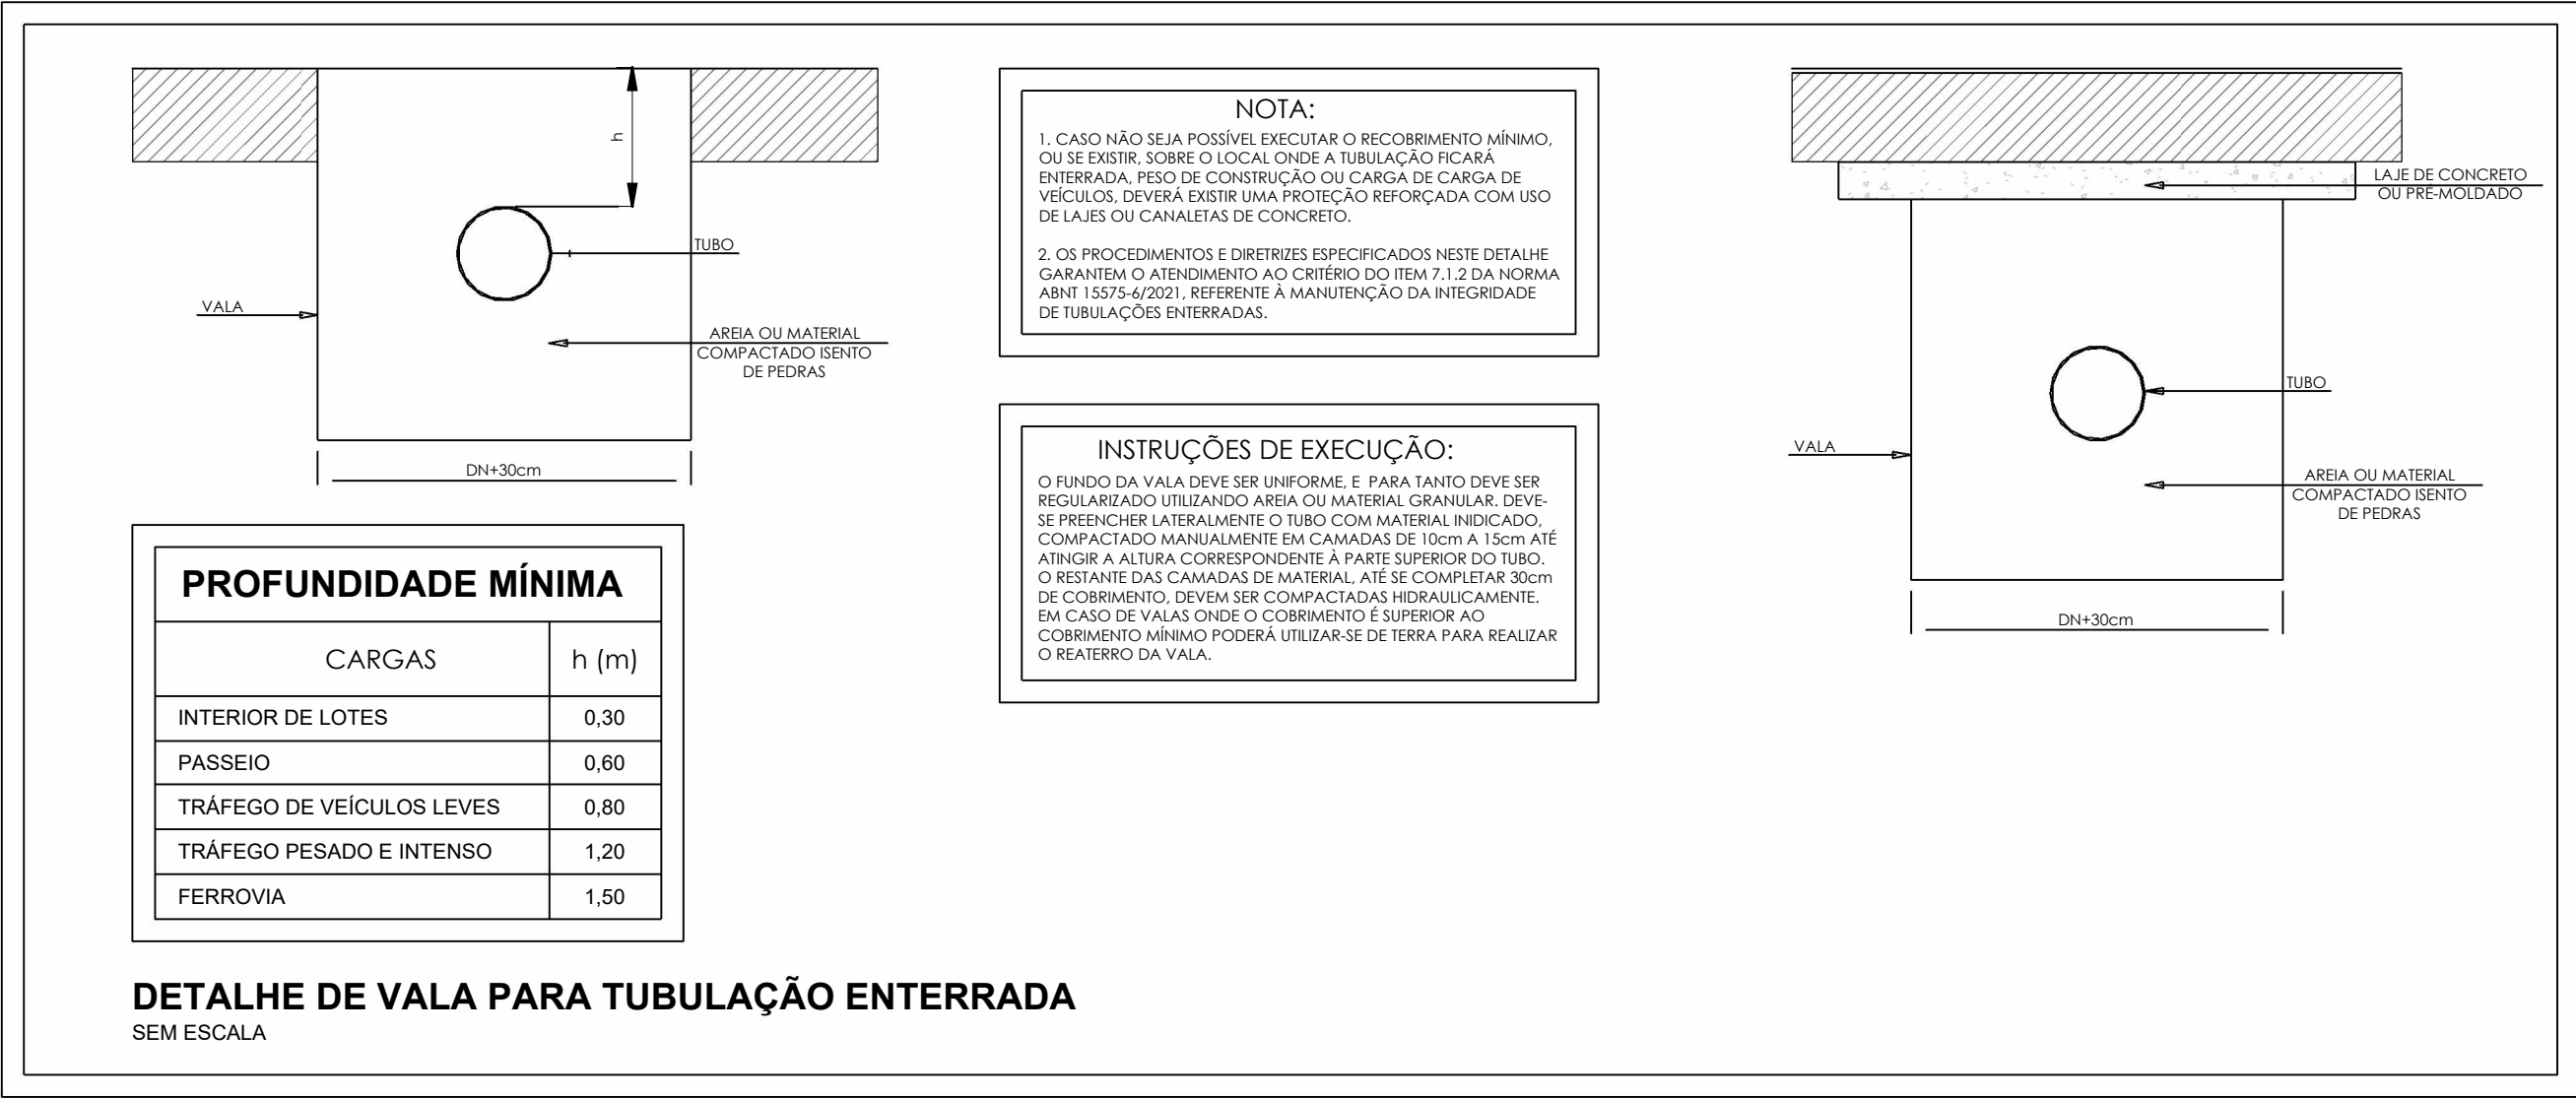 h
TUBO
VALA
AREIA OU MATERIAL
COMPACTADO ISENTO
DE PEDRAS
DN+30cm
PROFUNDIDADE MÍNIMA
CARGAS h (m)
INTERIOR DE LOTES 0,30
PASSEIO 0,60
TRÁFEGO DE VEÍCULOS LEVES 0,80
TRÁFEGO PESADO E INTENSO 1,20
FERROVIA 1,50
NOTA:
1. CASO NÃO SEJA POSSÍVEL EXECUTAR O RECOBRIMENTO MÍNIMO,
OU SE EXISTIR, SOBRE O LOCAL ONDE A TUBULAÇÃO FICARÁ
ENTERRADA, PESO DE CONSTRUÇÃO OU CARGA DE CARGA DE
VEÍCULOS, DEVERÁ EXISTIR UMA PROTEÇÃO REFORÇADA COM USO
DE LAJES OU CANALETAS DE CONCRETO.
2. OS PROCEDIMENTOS E DIRETRIZES ESPECIFICADOS NESTE DETALHE
GARANTEM O ATENDIMENTO AO CRITÉRIO DO ITEM 7.1.2 DA NORMA
ABNT 15575-6/2021, REFERENTE À MANUTENÇÃO DA INTEGRIDADE
DE TUBULAÇÕES ENTERRADAS.
INSTRUÇÕES DE EXECUÇÃO:
O FUNDO DA VALA DEVE SER UNIFORME, E PARA TANTO DEVE SER
REGULARIZADO UTILIZANDO AREIA OU MATERIAL GRANULAR. DEVE-
SE PREENCHER LATERALMENTE O TUBO COM MATERIAL INIDICADO,
COMPACTADO MANUALMENTE EM CAMADAS DE 10cm A 15cm ATÉ
ATINGIR A ALTURA CORRESPONDENTE À PARTE SUPERIOR DO TUBO.
O RESTANTE DAS CAMADAS DE MATERIAL, ATÉ SE COMPLETAR 30cm
DE COBRIMENTO, DEVEM SER COMPACTADAS HIDRAULICAMENTE.
EM CASO DE VALAS ONDE O COBRIMENTO É SUPERIOR AO
COBRIMENTO MÍNIMO PODERÁ UTILIZAR-SE DE TERRA PARA REALIZAR
O REATERRO DA VALA.
LAJE DE CONCRETO
OU PRÉ-MOLDADO
TUBO
VALA
AREIA OU MATERIAL
COMPACTADO ISENTO
DE PEDRAS
DN+30cm
DETALHE DE VALA PARA TUBULAÇÃO ENTERRADA
SEM ESCALA